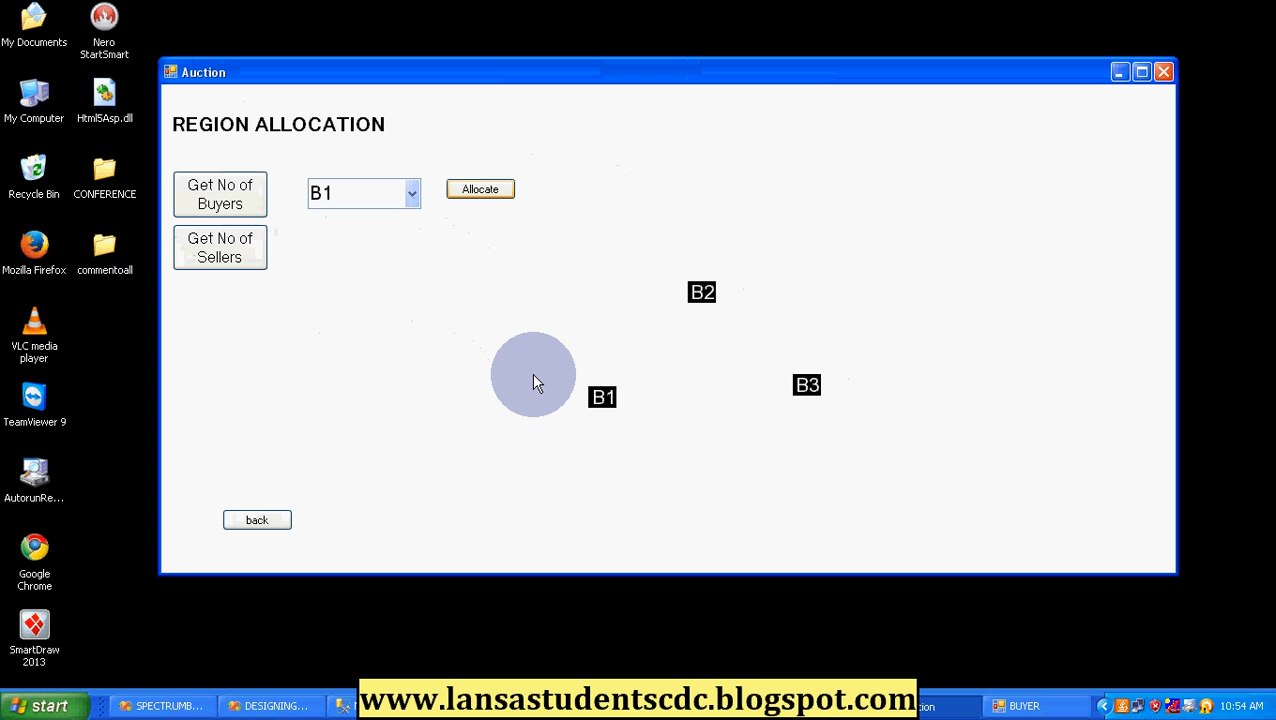 My Documents
Nero
StartSmart
My Computer
Html5Asp.dll
Recycle Bin
CONFERENCE
Mozilla Firefox
commentoall
VLC media
player
TeamViewer 9
AutorunRe...
Google
Chrome
SmartDraw
2013
Auction
REGION ALLOCATION
Get No of
Buyers
B1
Allocate
Get No of
Sellers
B2
B3
B1
back
start
SPECTRUMB...
DESIGNING...
www.lansastudentscdc.blogspot.com
BUYER
10:54 AM